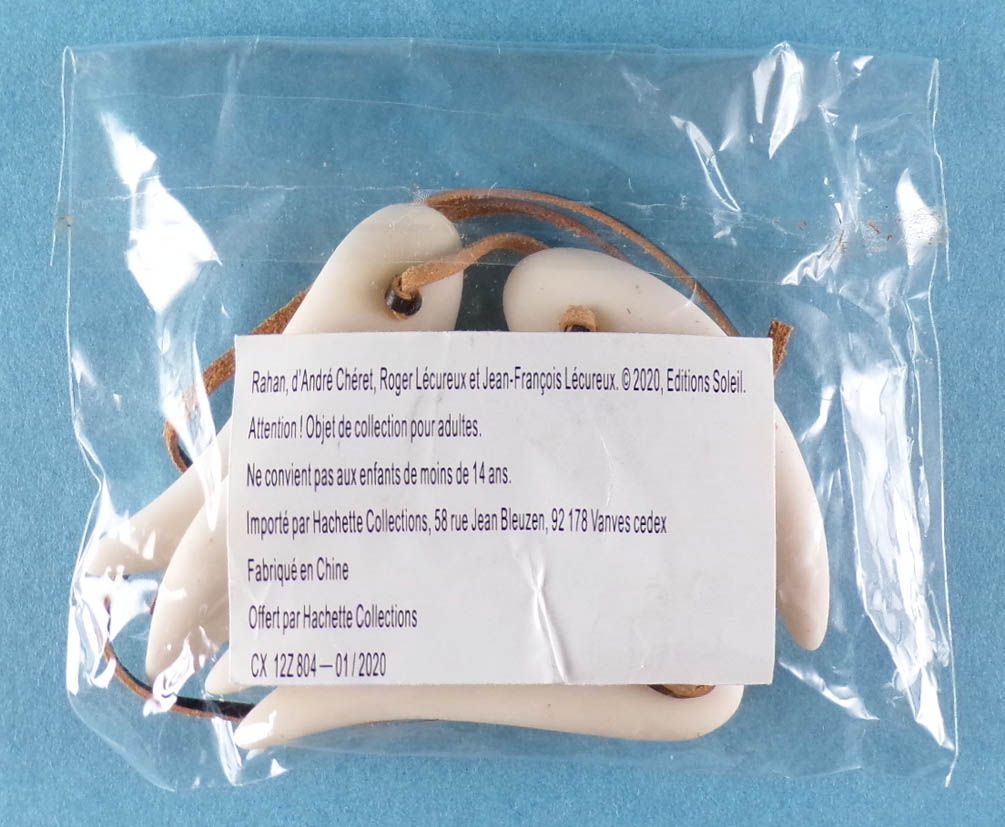 Rahan, d'André Chéret, Roger Lécureux et Jean-François Lécureux. © 2020, Editions Soleil.
Attention ! Objet de collection pour adultes.
Ne convient pas aux enfants de moins de 14 ans.
Importé par Hachette Collections, 58 rue Jean Bleuzen, 92 178 Vanves cedex
Fabriqué en Chine
Offert par Hachette Collections
CX 12Z 804 — 01 / 2020